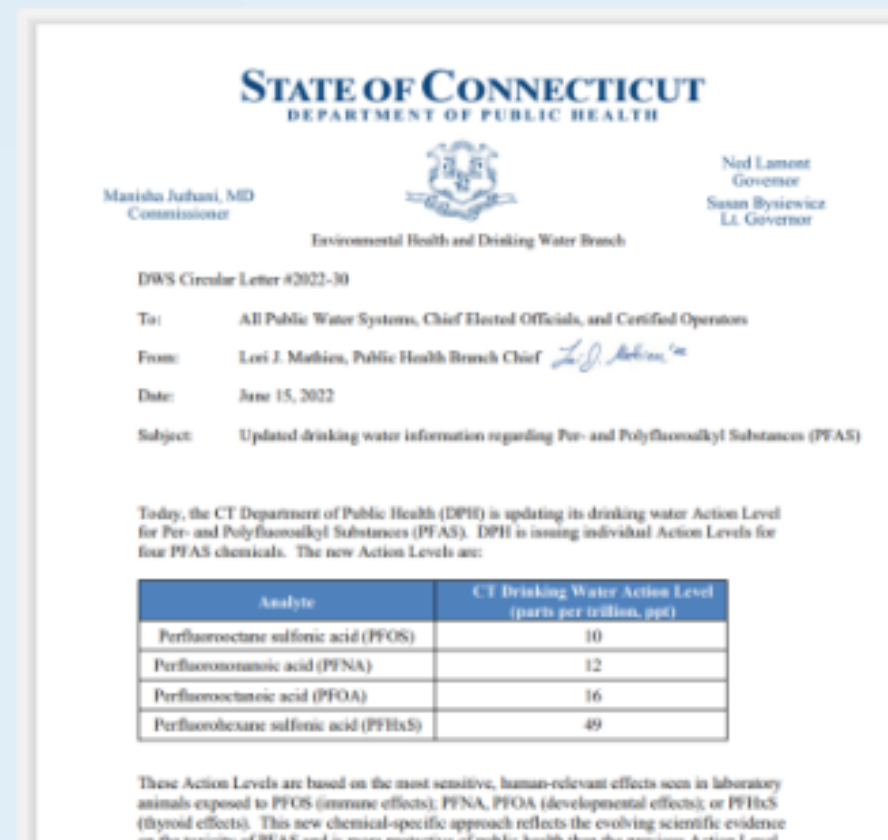 STATE OF CONNECTICUT
DEPARTMENT OF PUBLIC HEALTH
Manisha Juthani, MD
Commissioner
Ned Lamont
Governor
Susan Bysiewicz
Lt. Governor
Environmental Health and Drinking Water Branch
DWS Circular Letter #2022-30
To: All Public Water Systems, Chief Elected Officials, and Certified Operators
From: Lori J. Mathieu, Public Health Branch Chief
Date: June 15, 2022
Subject: Updated drinking water information regarding Per- and Polyfluoroalkyl Substances (PFAS)
Today, the CT Department of Public Health (DPH) is updating its drinking water Action Level
for Per- and Polyfluoroalkyl Substances (PFAS). DPH is issuing individual Action Levels for
four PFAS chemicals. The new Action Levels are:
Analyte CT Drinking Water Action Level
(parts per trillion, ppt)
Perfluorooctane sulfonic acid (PFOS) 10
Perfluorononanoic acid (PFNA) 12
Perfluorooctanoic acid (PFOA) 16
Perfluorohexane sulfonic acid (PFHxS) 49
These Action Levels are based on the most sensitive, human-relevant effects seen in laboratory
animals exposed to PFOS (immune effects); PFNA, PFOA (developmental effects); or PFHxS
(thyroid effects). This new chemical-specific approach reflects the evolving scientific evidence